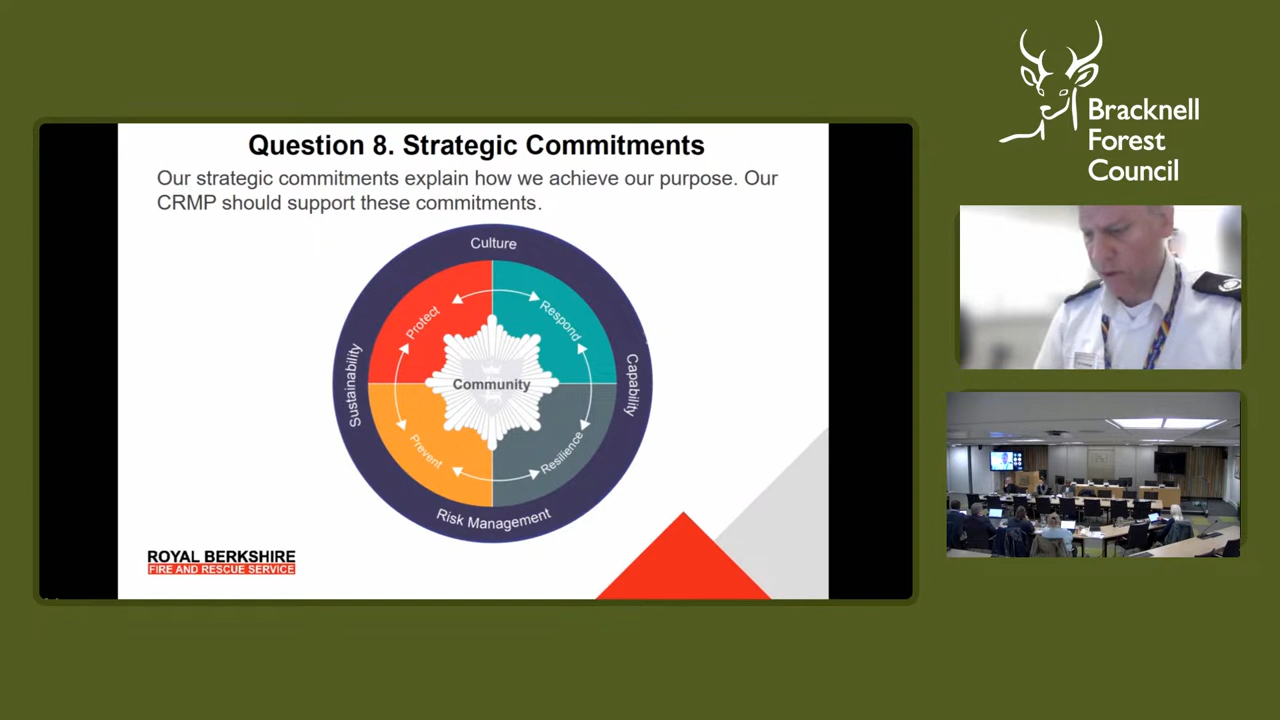 Question 8. Strategic Commitments
Our strategic commitments explain how we achieve our purpose. Our
CRMP should support these commitments.
Culture
Protect
Respond
Sustainability
Community
Capability
Prevent
Resilience
Risk Management
ROYAL BERKSHIRE
FIRE AND RESCUE SERVICE
Bracknell
Forest
Council